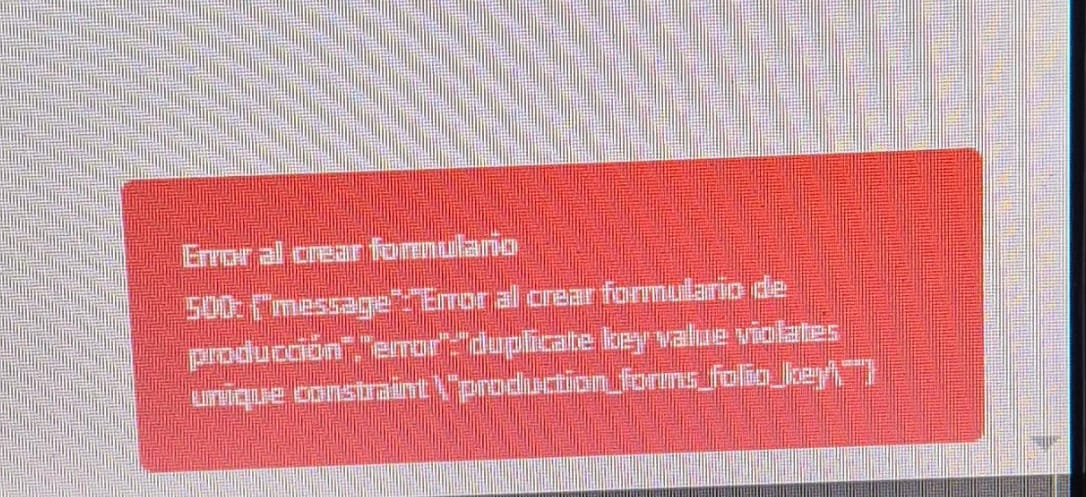 Error al crear formulario
500: {"message":"Error al crear formulario de
producción","error":"duplicate key value violates
unique constraint \"production_forms_folio_key\""}